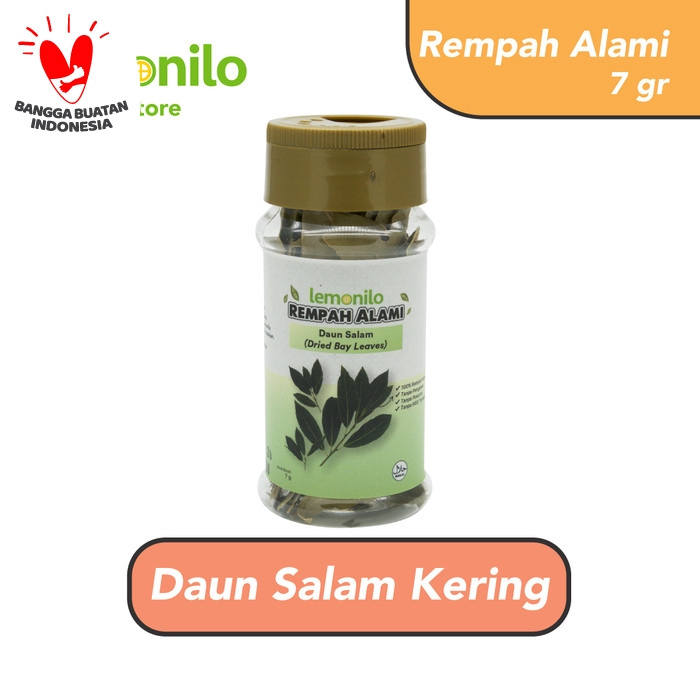 nilo
tore
BANGGA BUATAN
INDONESIA
Rempah Alami
7 gr
lemonilo
REMPAH ALAMI
Daun Salam
(Dried Bay Leaves)
7 g
Daun Salam Kering